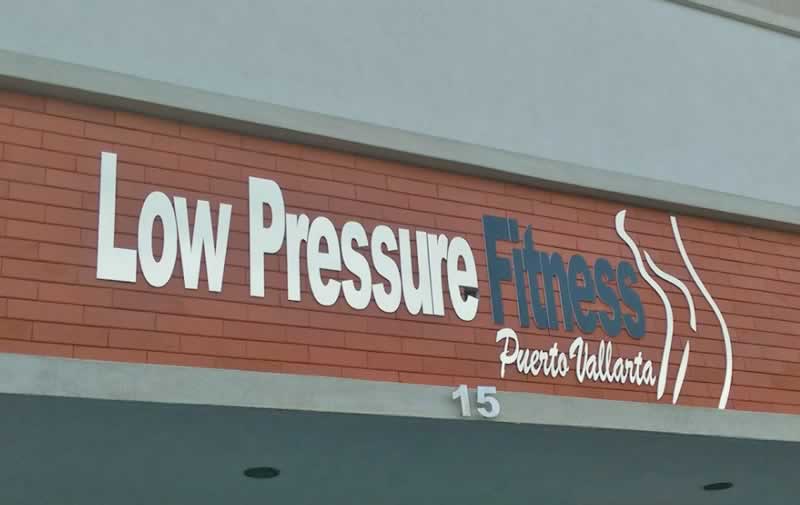 Low Pressure Fitness
Puerto Vallarta
15